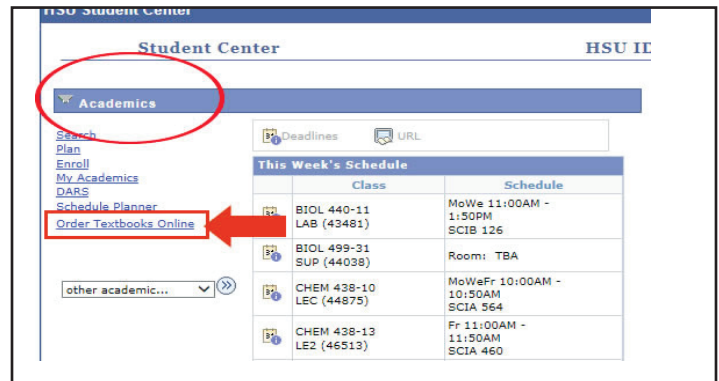 HSU Student Center
Student Center
HSU ID
Academics
Search
Plan
Enroll
My Academics
DARS
Schedule Planner
Order Textbooks Online
other academic...
Deadlines
URL
This Week's Schedule
Class
Schedule
BIOL 440-11
LAB (43481)
MoWe 11:00AM -
1:50PM
SCIB 126
BIOL 499-31
SUP (44038)
Room: TBA
CHEM 438-10
LEC (44875)
MoWeFr 10:00AM -
10:50AM
SCIA 564
CHEM 438-13
LE2 (46513)
Fr 11:00AM -
11:50AM
SCIA 460